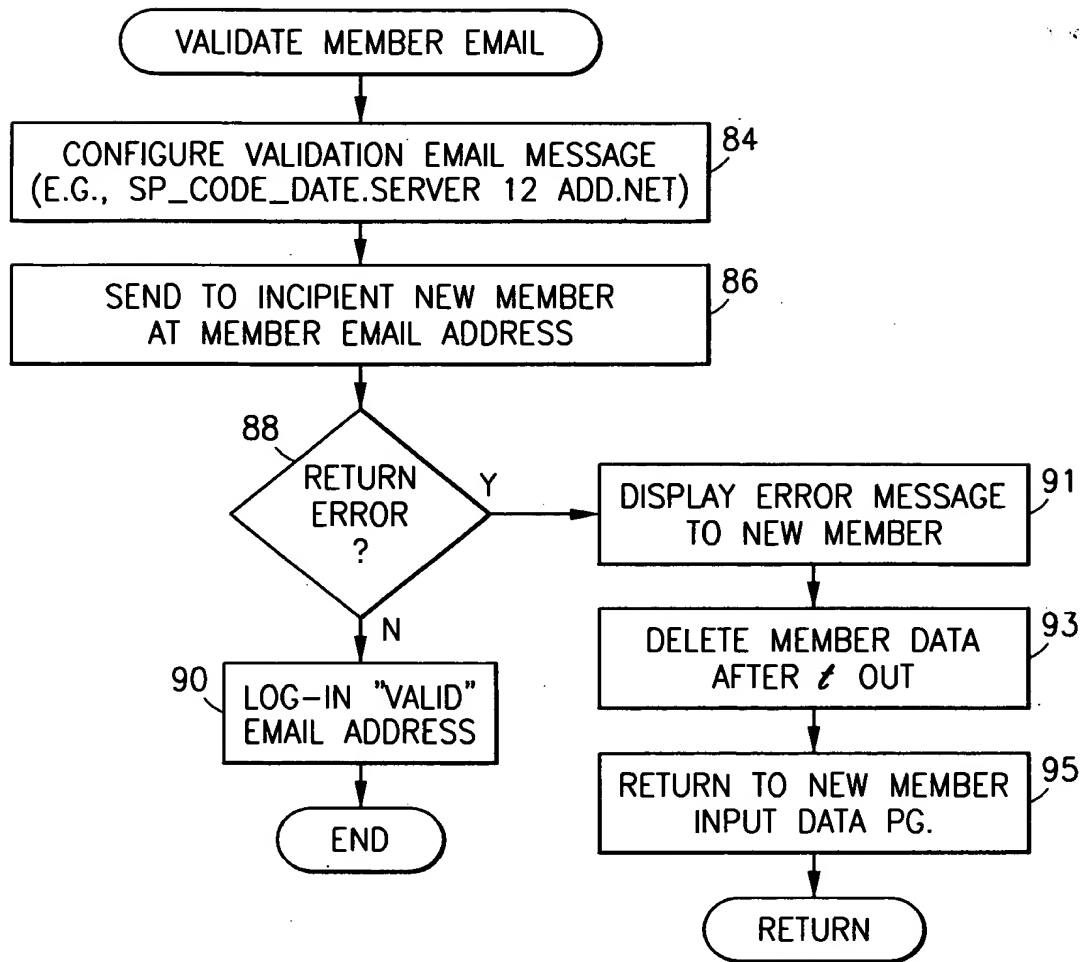 VALIDATE MEMBER EMAIL
84
CONFIGURE VALIDATION EMAIL MESSAGE
(E.G., SP_CODE_DATE.SERVER 12 ADD.NET)
86
SEND TO INCIPIENT NEW MEMBER
AT MEMBER EMAIL ADDRESS
88
RETURN
ERROR
?
Y
N
91
DISPLAY ERROR MESSAGE
TO NEW MEMBER
93
DELETE MEMBER DATA
AFTER t OUT
90
LOG-IN "VALID"
EMAIL ADDRESS
95
RETURN TO NEW MEMBER
INPUT DATA PG.
END
RETURN